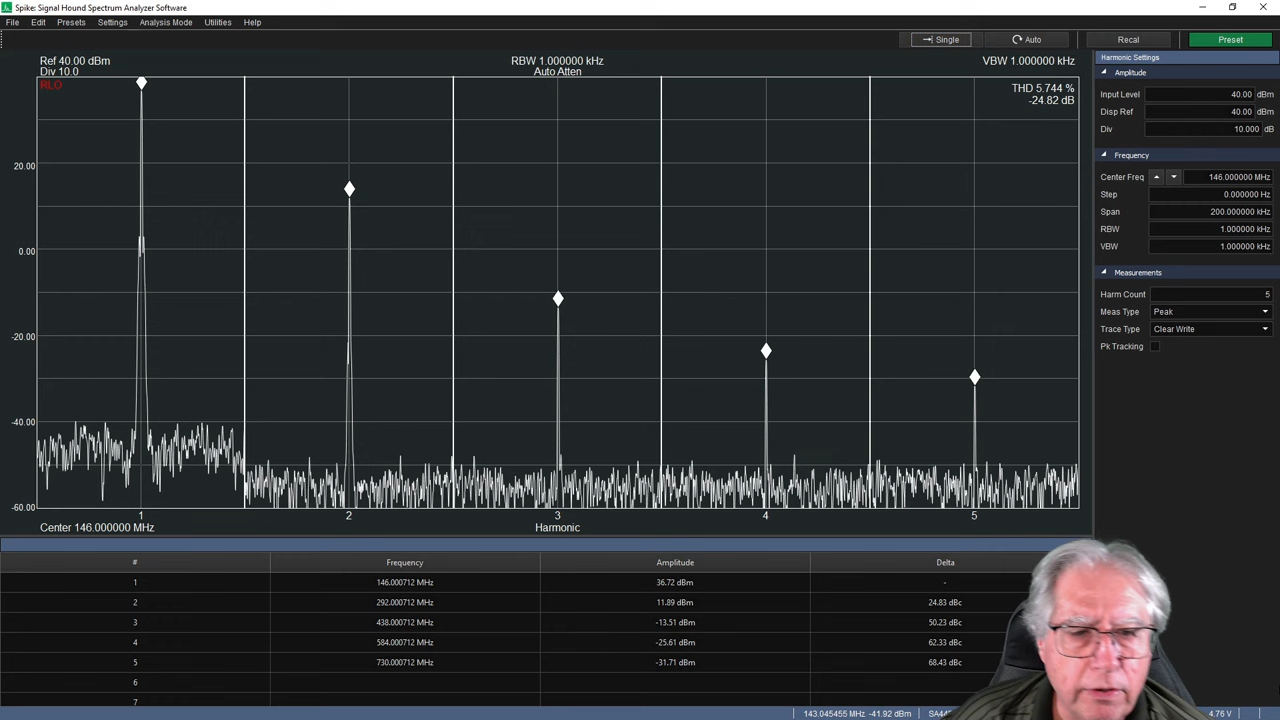 Spike: Signal Hound Spectrum Analyzer Software
File Edit Presets Settings Analysis Mode Utilities Help
Single Auto Recal Preset
Ref 40.00 dBm
Div 10.0
RBW 1.000000 kHz
Auto Atten
VBW 1.000000 kHz
RLO
THD 5.744 %
-24.82 dB
20.00
0.00
-20.00
-40.00
-60.00
1 2 3 4 5
Center 146.000000 MHz
Harmonic
Harmonic Settings
Amplitude
Input Level 40.00 dBm
Disp Ref 40.00 dBm
Div 10.000 dB
Frequency
Center Freq 146.000000 MHz
Step 0.000000 Hz
Span 200.000000 kHz
RBW 1.000000 kHz
VBW 1.000000 kHz
Measurements
Harm Count 5
Meas Type Peak
Trace Type Clear Write
Pk Tracking
# Frequency Amplitude Delta
1 146.000712 MHz 36.72 dBm -
2 292.000712 MHz 11.89 dBm 24.83 dBc
3 438.000712 MHz -13.51 dBm 50.23 dBc
4 584.000712 MHz -25.61 dBm 62.33 dBc
5 730.000712 MHz -31.71 dBm 68.43 dBc
6
7
143.045455 MHz -41.92 dBm
4.76 V